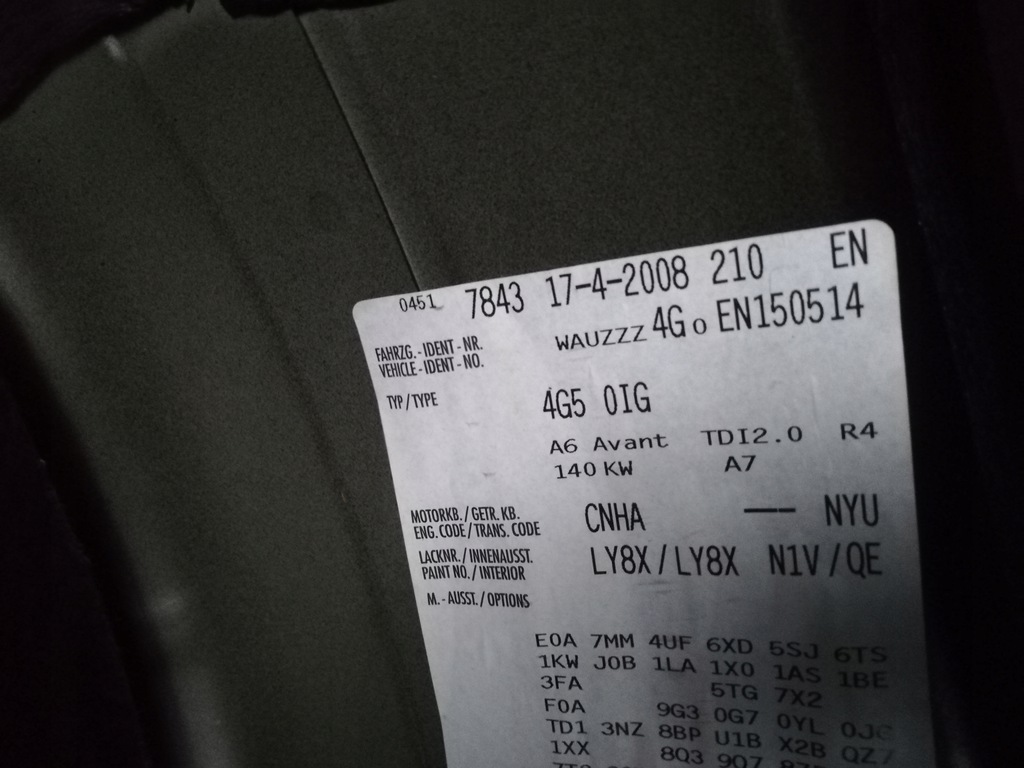 0451 7843 17-4-2008 210 EN
FAHRZG.-IDENT-NR.
VEHICLE-IDENT-NO. WAUZZZ 4G0 EN150514
TYP/TYPE 4G5 0IG
A6 Avant TDI2.0 R4
140 KW A7
MOTORKB./GETR.KB.
ENG.CODE/TRANS.CODE CNHA —— NYU
LACKNR./INNENAUSST.
PAINT NO./INTERIOR LY8X/LY8X N1V/QE
M.-AUSST./OPTIONS
E0A 7MM 4UF 6XD 5SJ 6TS
1KW J0B 1LA 1X0 1AS 1BE
3FA 5TG 7X2
F0A 9G3 0G7 0YL
TD1 3NZ 8BP U1B X2B QZ7
1XX 8Q3 9Q7